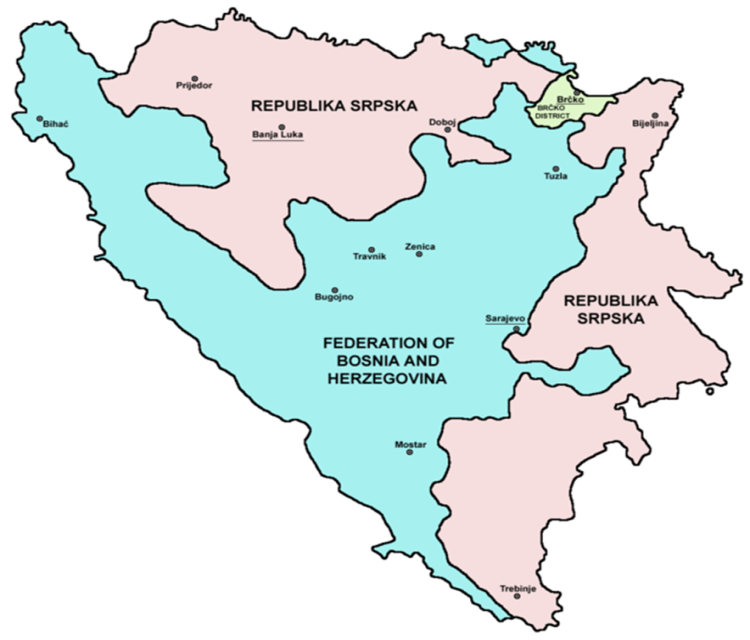 Prijedor
REPUBLIKA SRPSKA
Brčko
BRČKO
DISTRICT
Bihać
Banja Luka
Doboj
Bijeljina
Tuzla
Zenica
Travnik
Bugojno
REPUBLIKA
SRPSKA
Sarajevo
FEDERATION OF
BOSNIA AND
HERZEGOVINA
Mostar
Trebinje